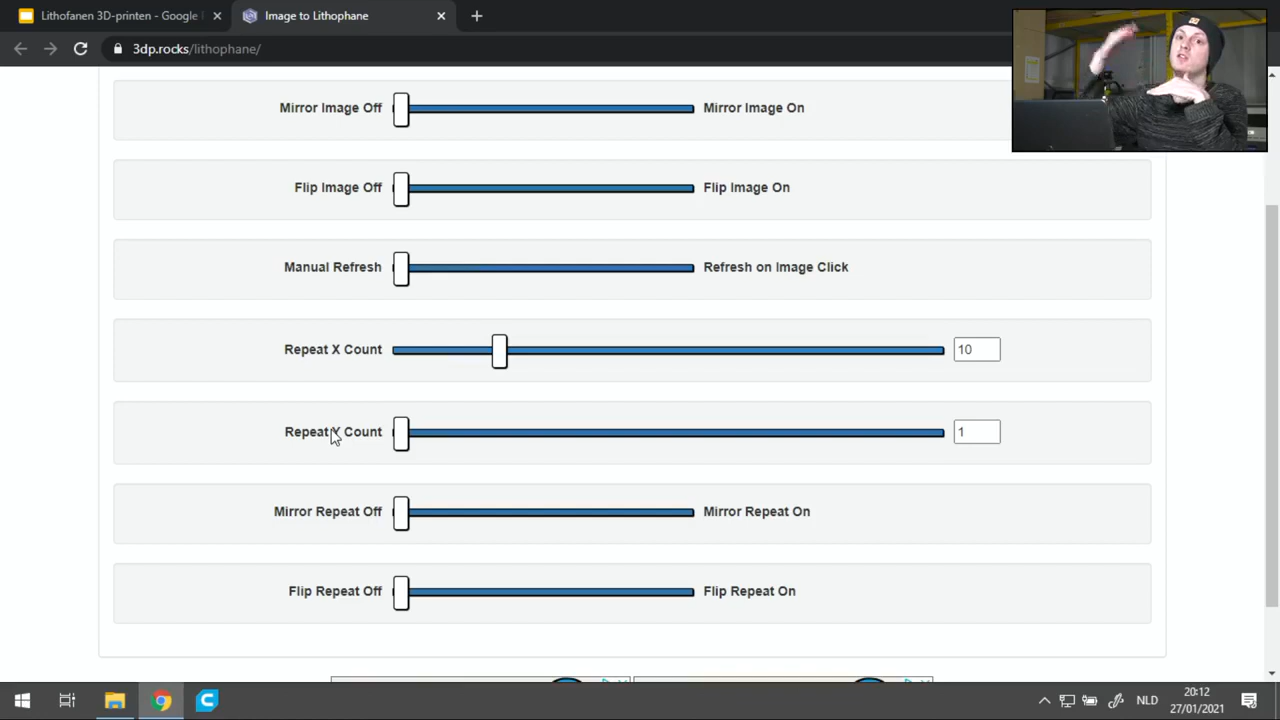 Lithofanen 3D-printen - Google
Image to Lithophane
3dp.rocks/lithophane/
Mirror Image Off
Mirror Image On
Flip Image Off
Flip Image On
Manual Refresh
Refresh on Image Click
Repeat X Count
10
Repeat Y Count
1
Mirror Repeat Off
Mirror Repeat On
Flip Repeat Off
Flip Repeat On
NLD
20:12
27/01/2021